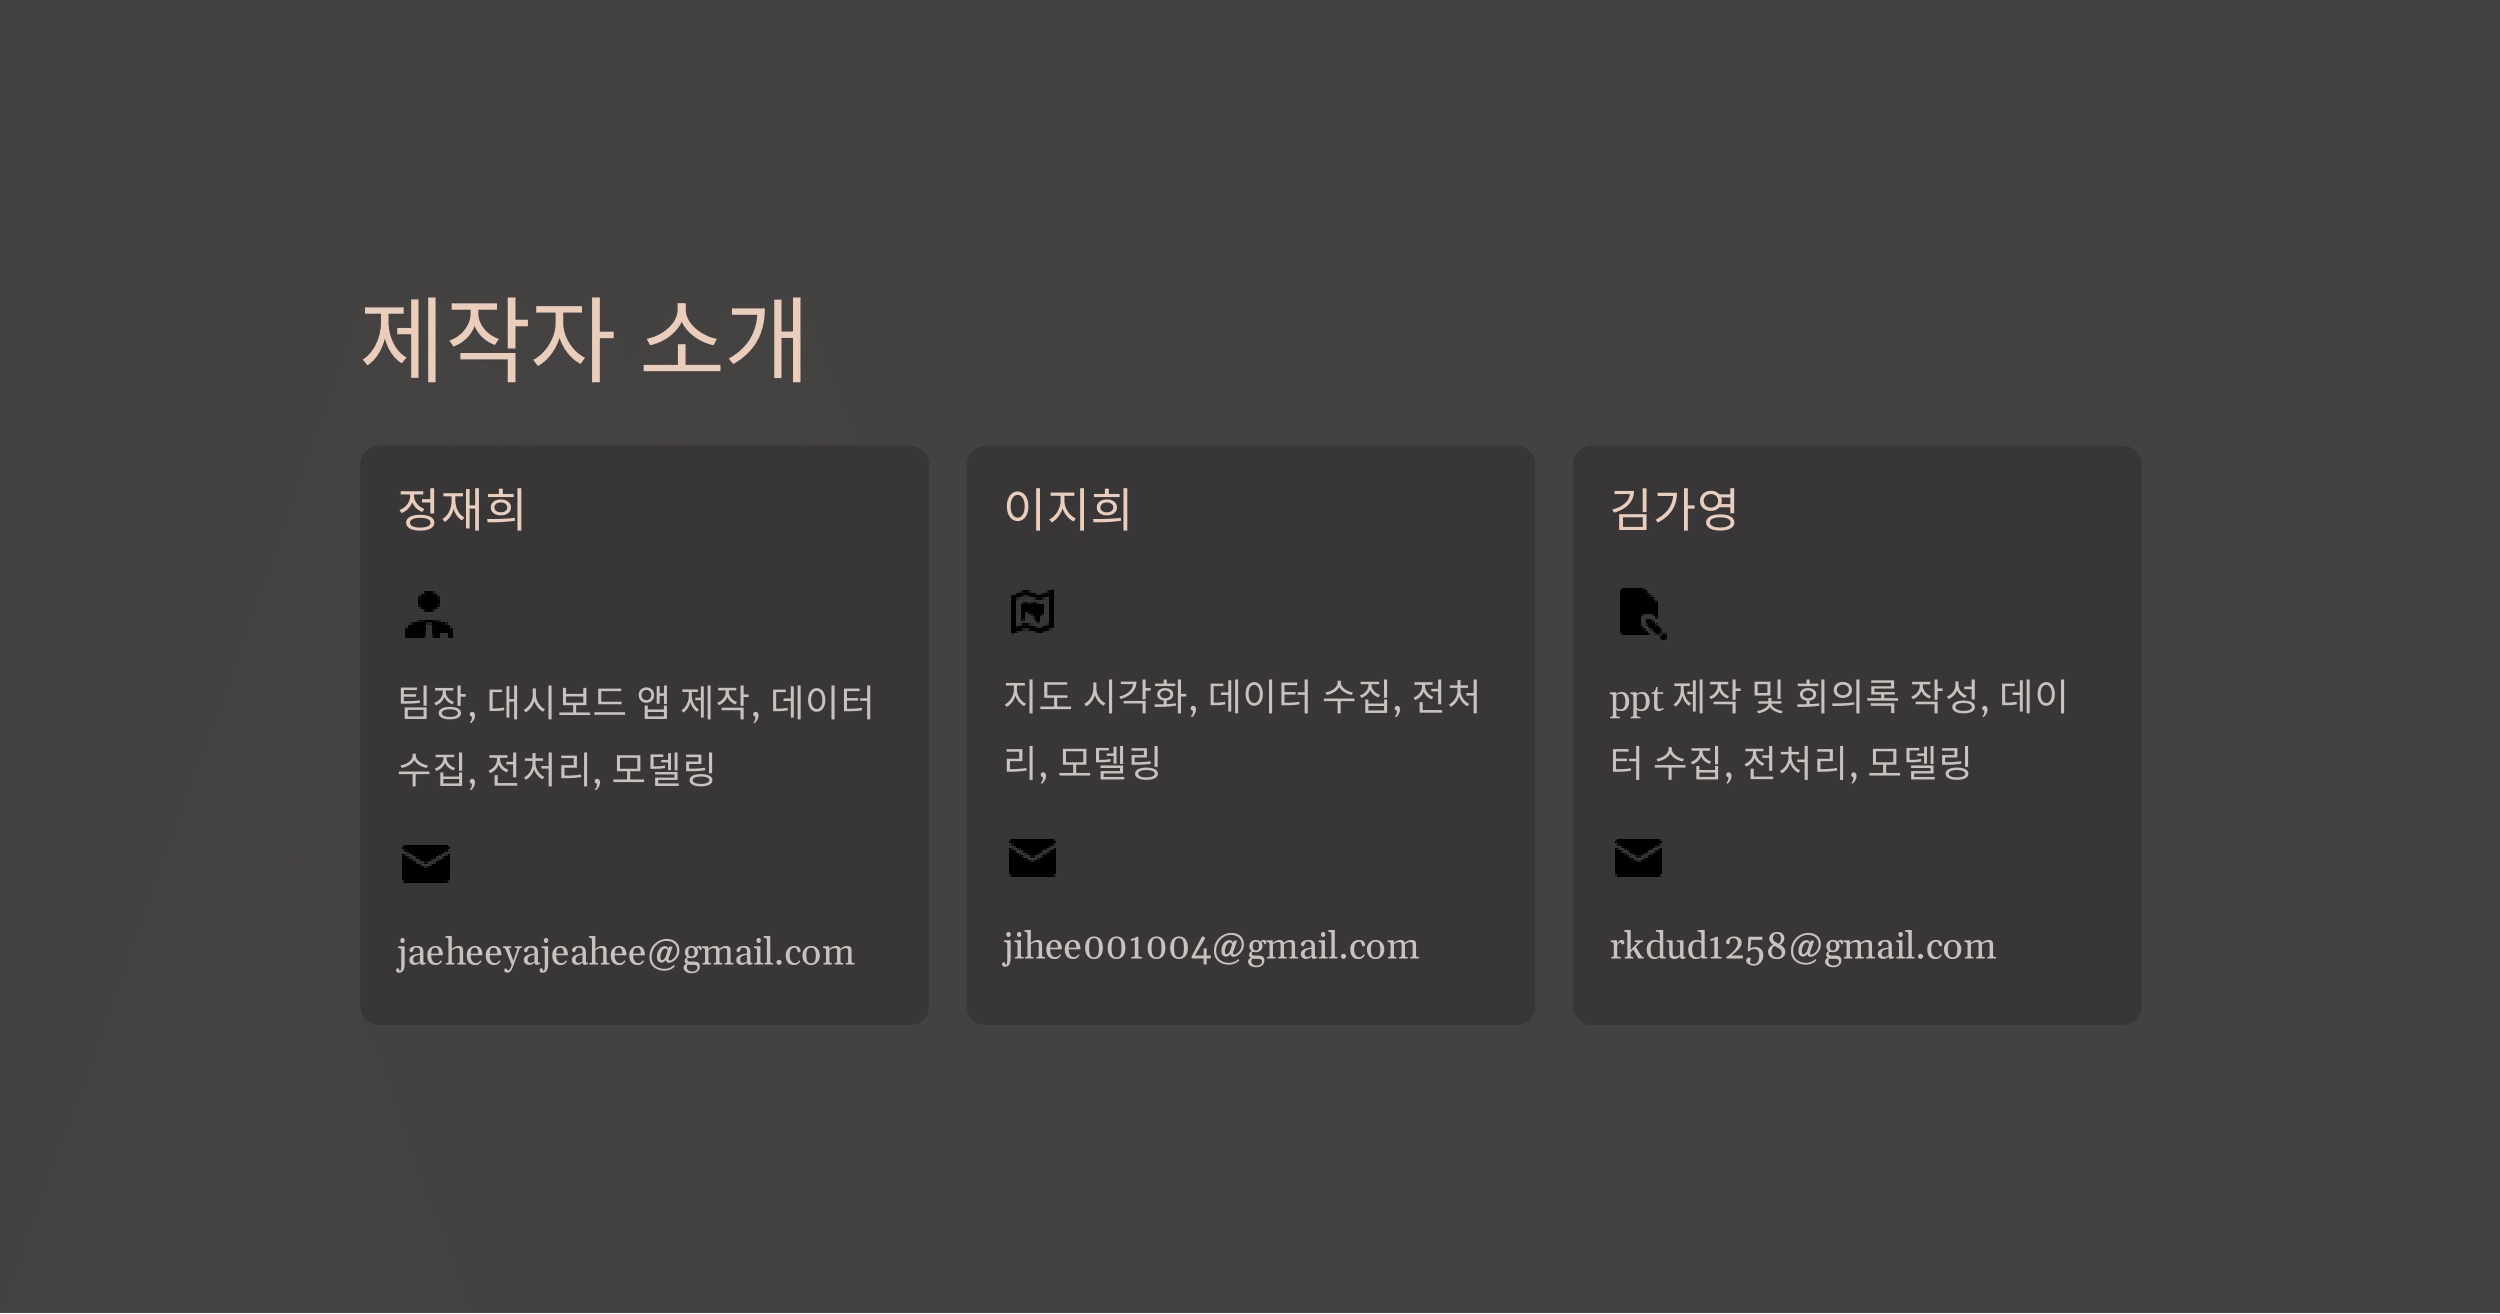 제작자 소개
정재희
팀장, 대시보드 앱제작, 데이터
수집, 전처리, 모델링
jaeheeyajaehee@gmail.com
이지희
지도 시각화, 데이터 수집, 전처
리, 모델링
jihee001004@gmail.com
김가영
ppt 제작 및 회의록 작성, 데이
터 수집, 전처리, 모델링
rkdud1258@gmail.com